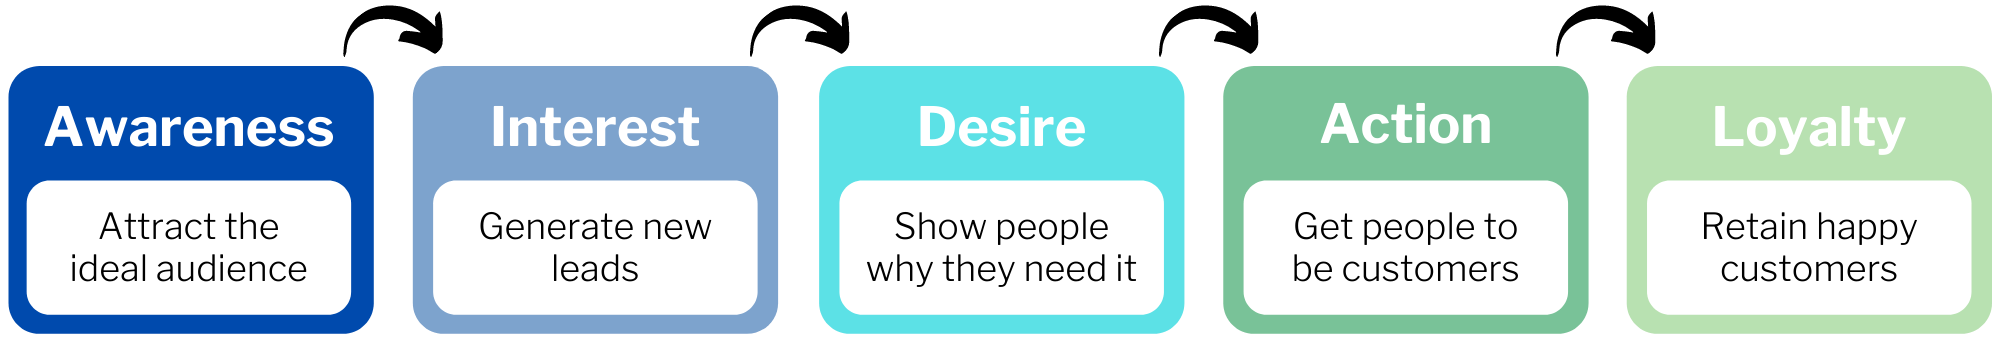 Awareness
Attract the
ideal audience
Interest
Generate new
leads
Desire
Show people
why they need it
Action
Get people to
be customers
Loyalty
Retain happy
customers